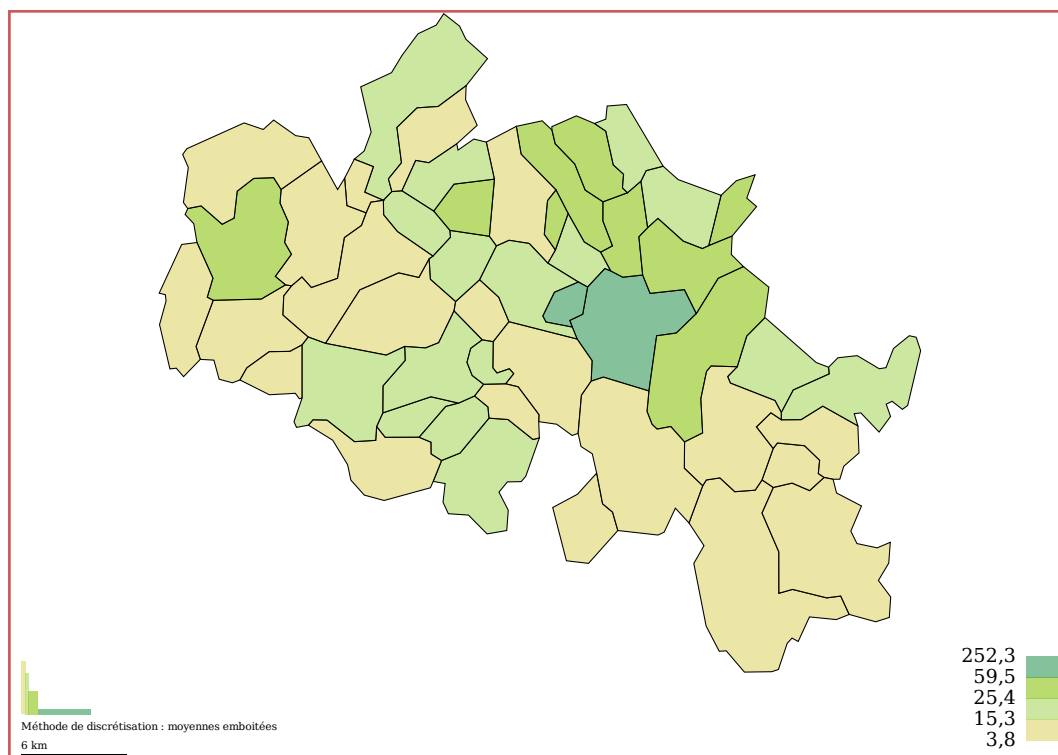 252,3
59,5
25,4
15,3
3,8
Méthode de discrétisation : moyennes emboitées
6 km